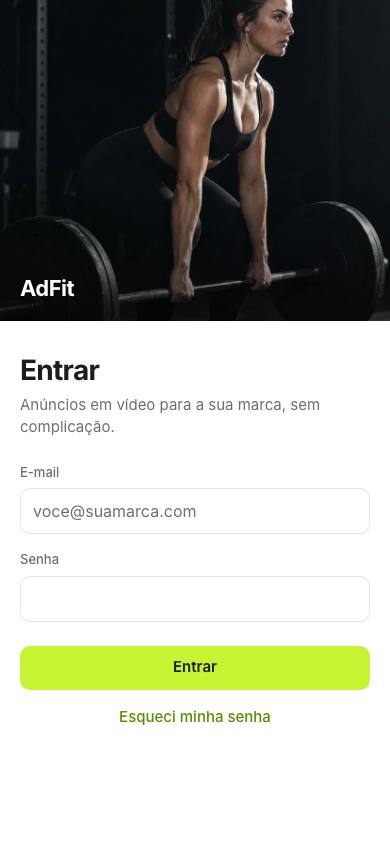 AdFit
Entrar
Anúncios em vídeo para a sua marca, sem
complicação.
E-mail
voce@suamarca.com
Senha
Entrar
Esqueci minha senha